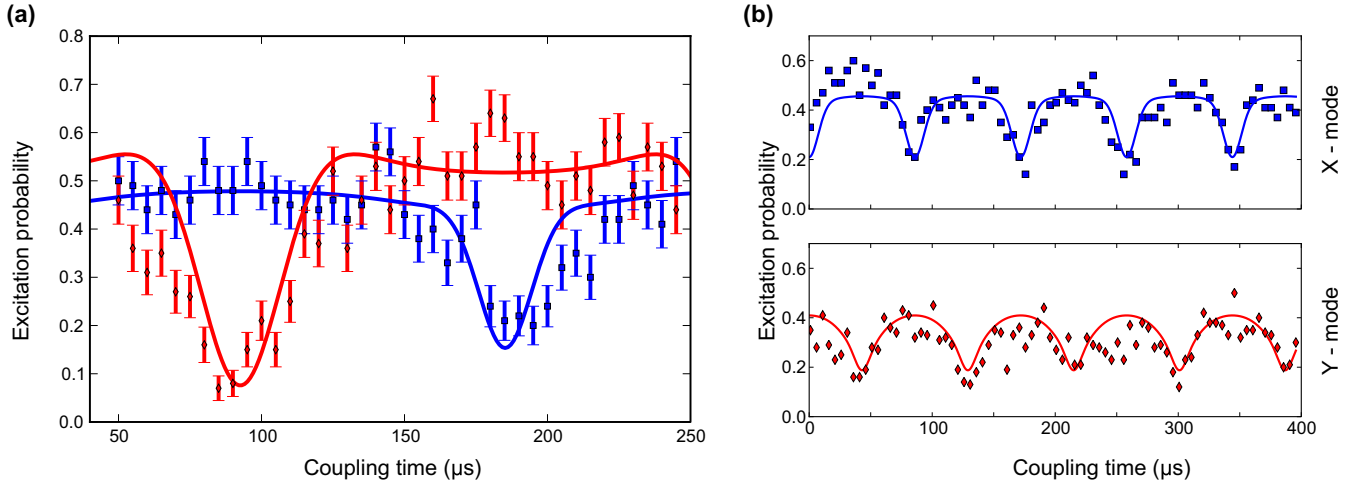 (a)
0.8
0.7
0.6
0.5
0.4
0.3
0.2
0.1
0.0
Excitation probability
50 100 150 200 250
Coupling time (µs)
(b)
0.6
0.4
0.2
0.0
X - mode
Excitation probability
0.6
0.4
0.2
0.0
Y - mode
0 100 200 300 400
Coupling time (µs)